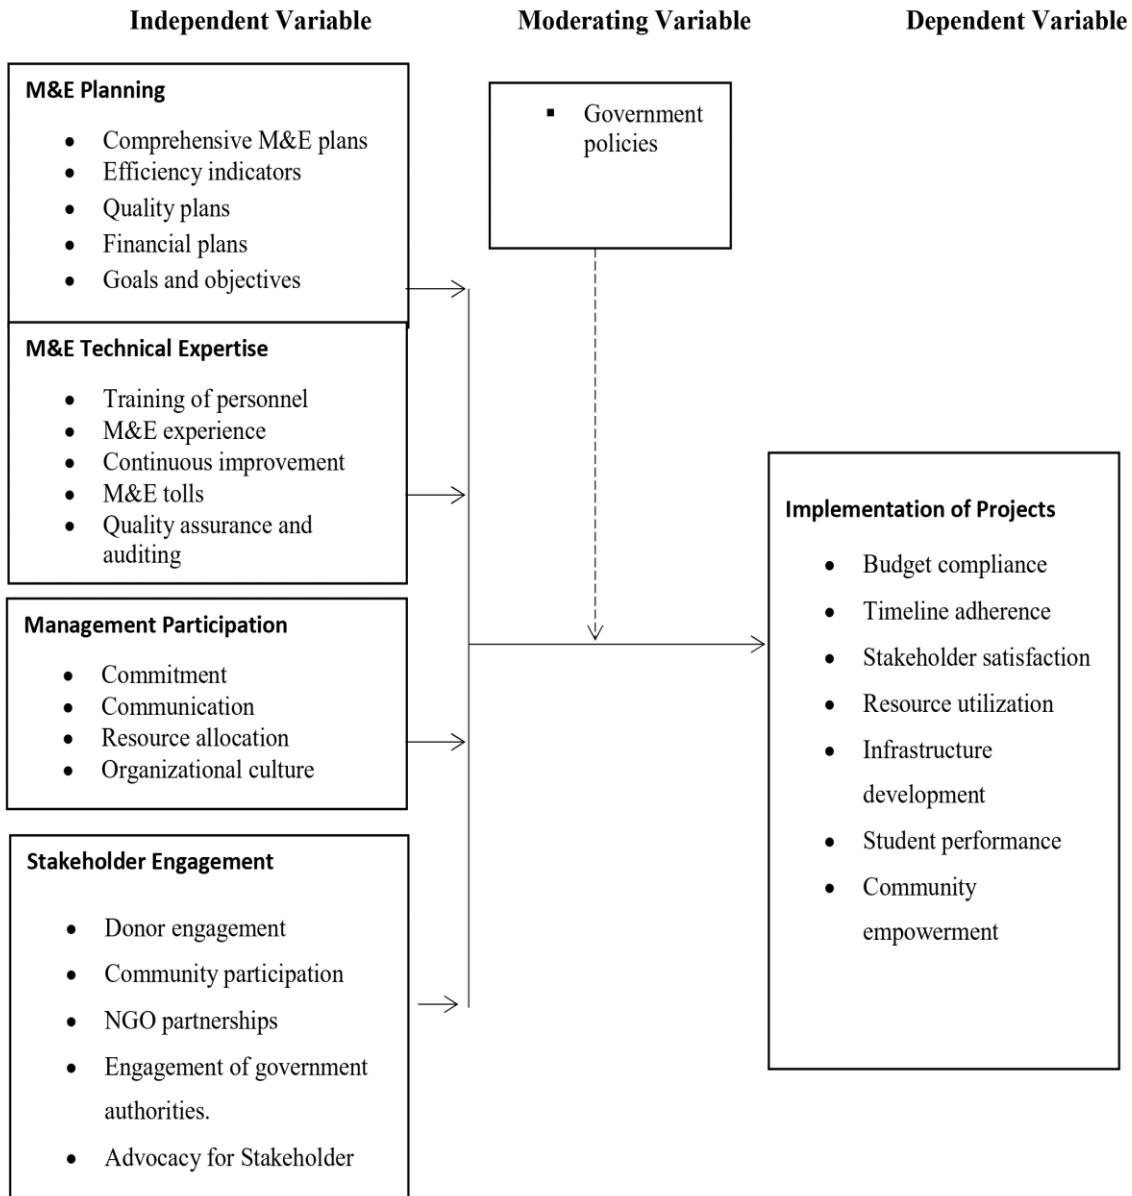 Independent Variable
Moderating Variable
Dependent Variable
M&E Planning
• Comprehensive M&E plans
• Efficiency indicators
• Quality plans
• Financial plans
• Goals and objectives
M&E Technical Expertise
• Training of personnel
• M&E experience
• Continuous improvement
• M&E tolls
• Quality assurance and
auditing
Management Participation
• Commitment
• Communication
• Resource allocation
• Organizational culture
Stakeholder Engagement
• Donor engagement
• Community participation
• NGO partnerships
• Engagement of government
authorities.
• Advocacy for Stakeholder
▪ Government
policies
Implementation of Projects
• Budget compliance
• Timeline adherence
• Stakeholder satisfaction
• Resource utilization
• Infrastructure
development
• Student performance
• Community
empowerment